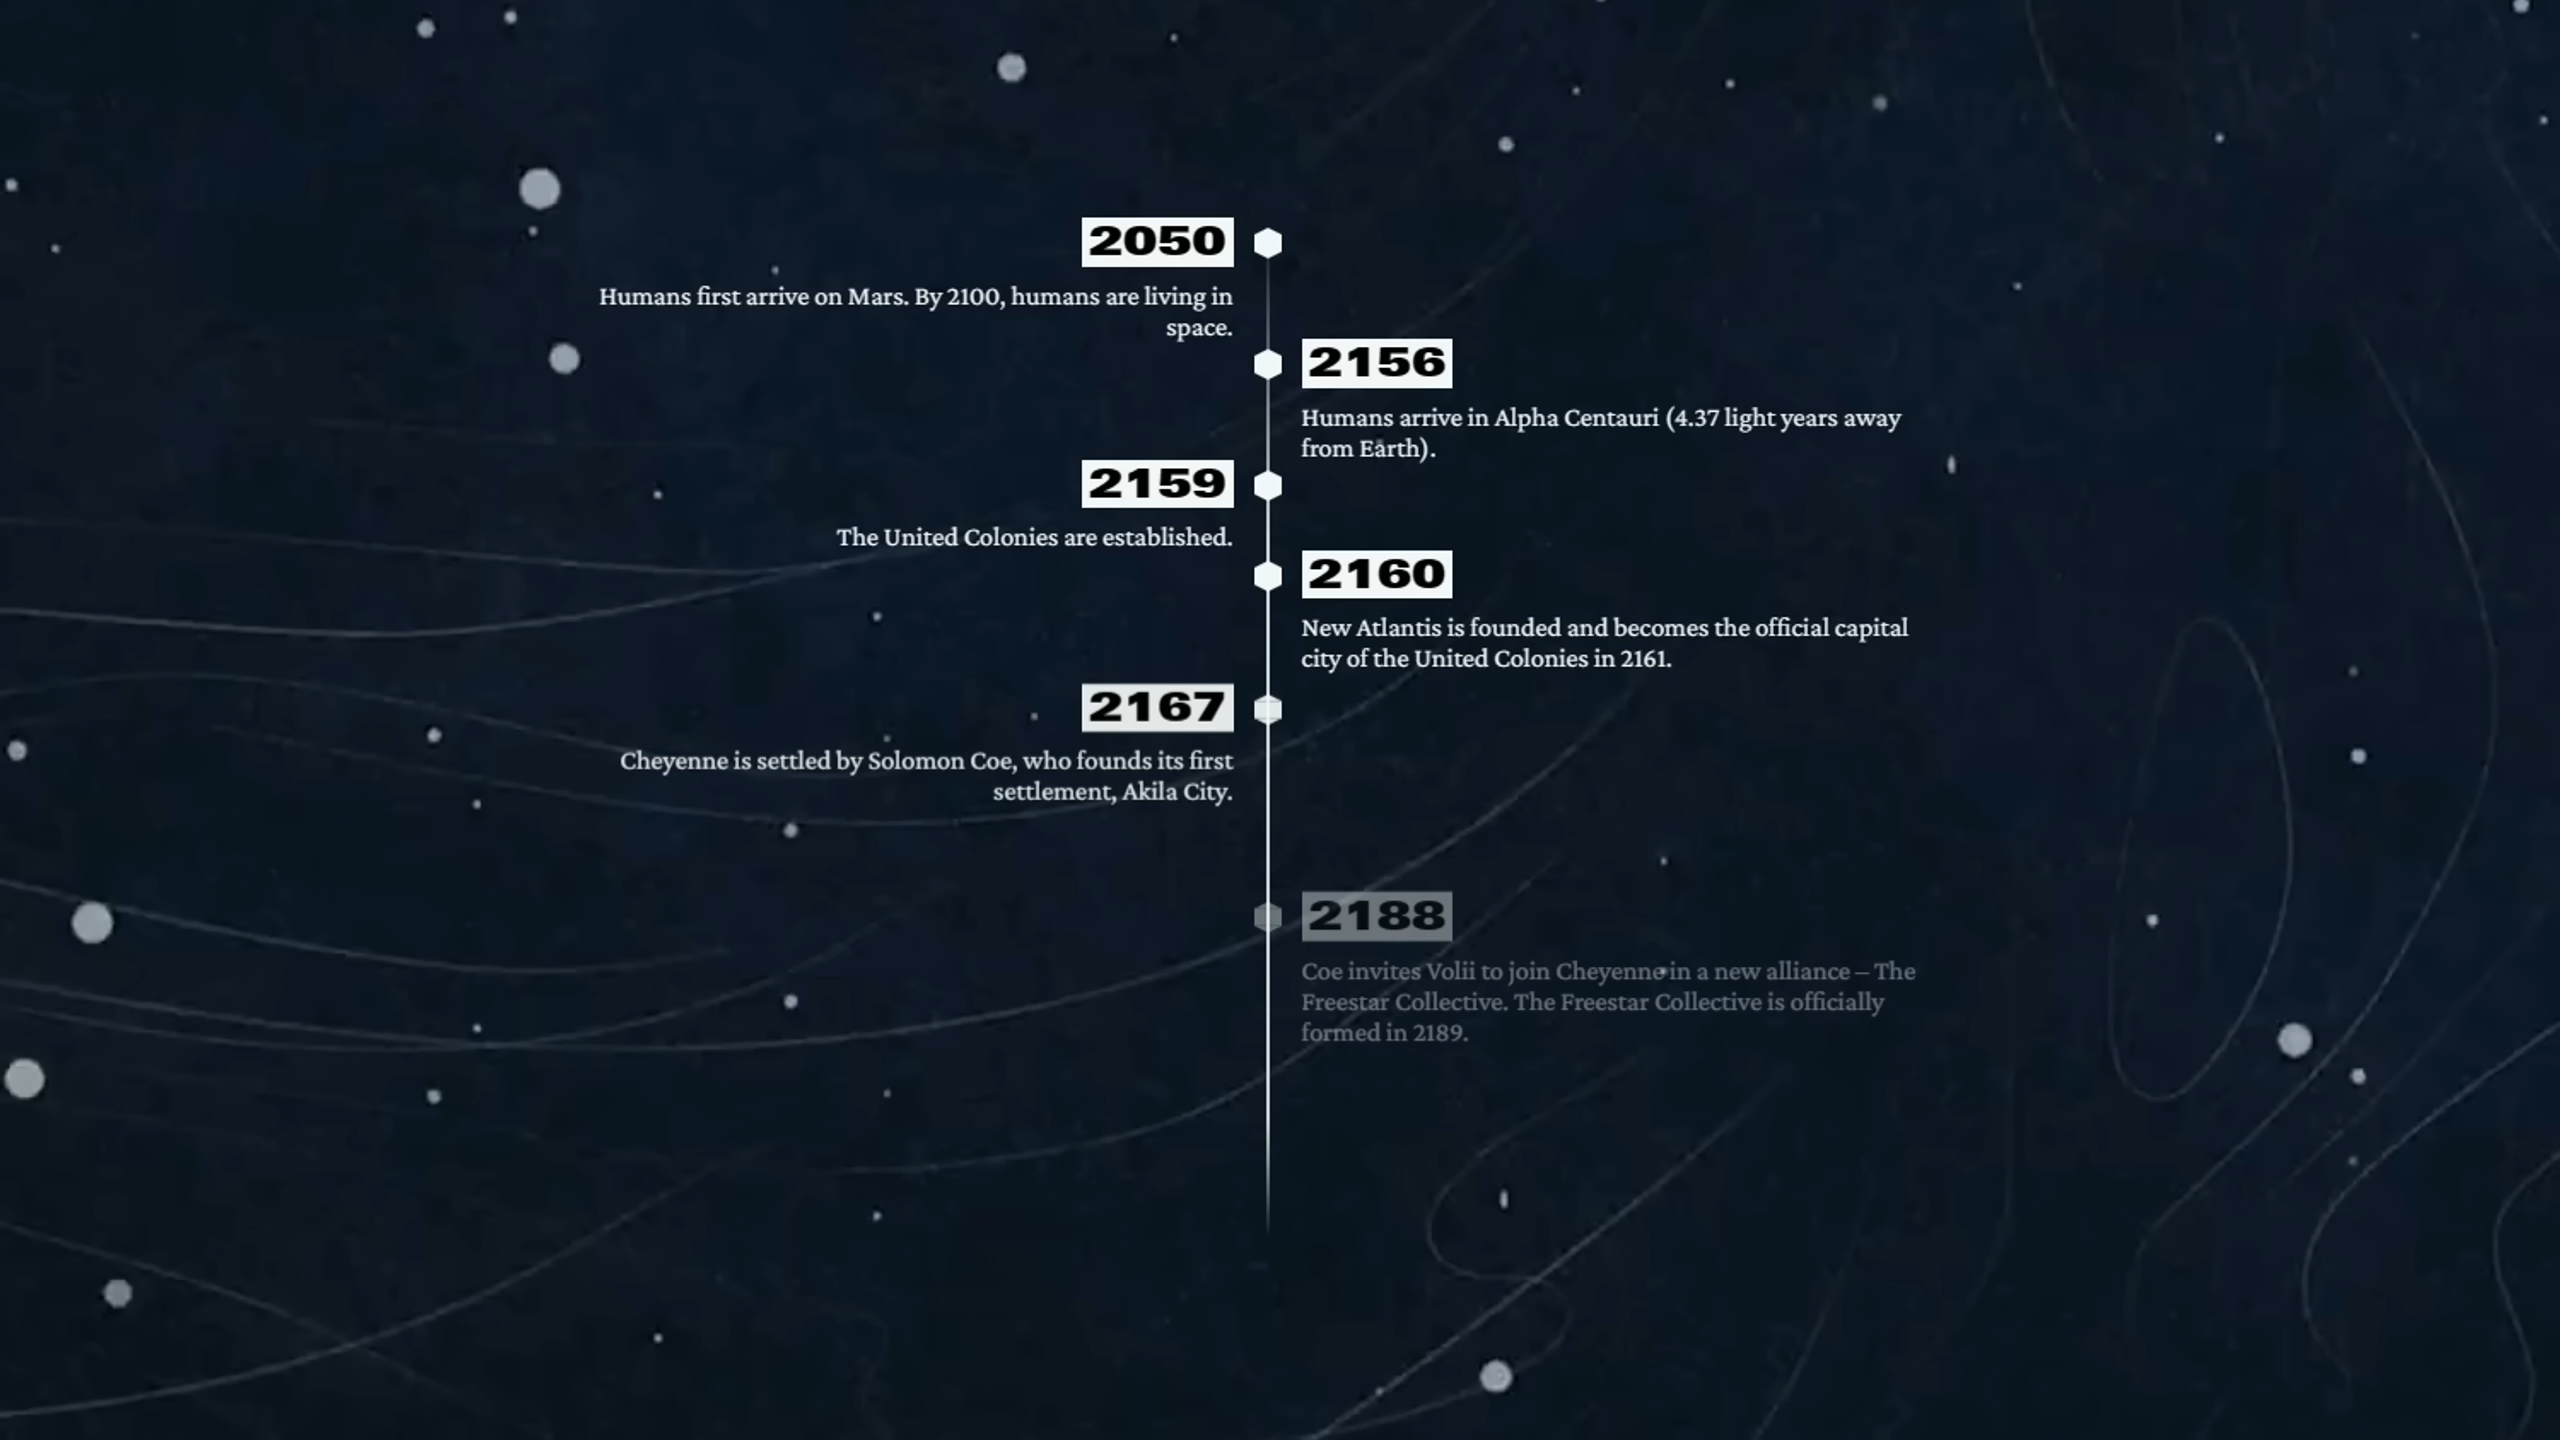 2050
Humans first arrive on Mars. By 2100, humans are living in
space.
2156
Humans arrive in Alpha Centauri (4.37 light years away
from Earth).
2159
The United Colonies are established.
2160
New Atlantis is founded and becomes the official capital
city of the United Colonies in 2161.
2167
Cheyenne is settled by Solomon Coe, who founds its first
settlement, Akila City.
2188
Coe invites Volii to join Cheyenne in a new alliance – The
Freestar Collective. The Freestar Collective is officially
formed in 2189.